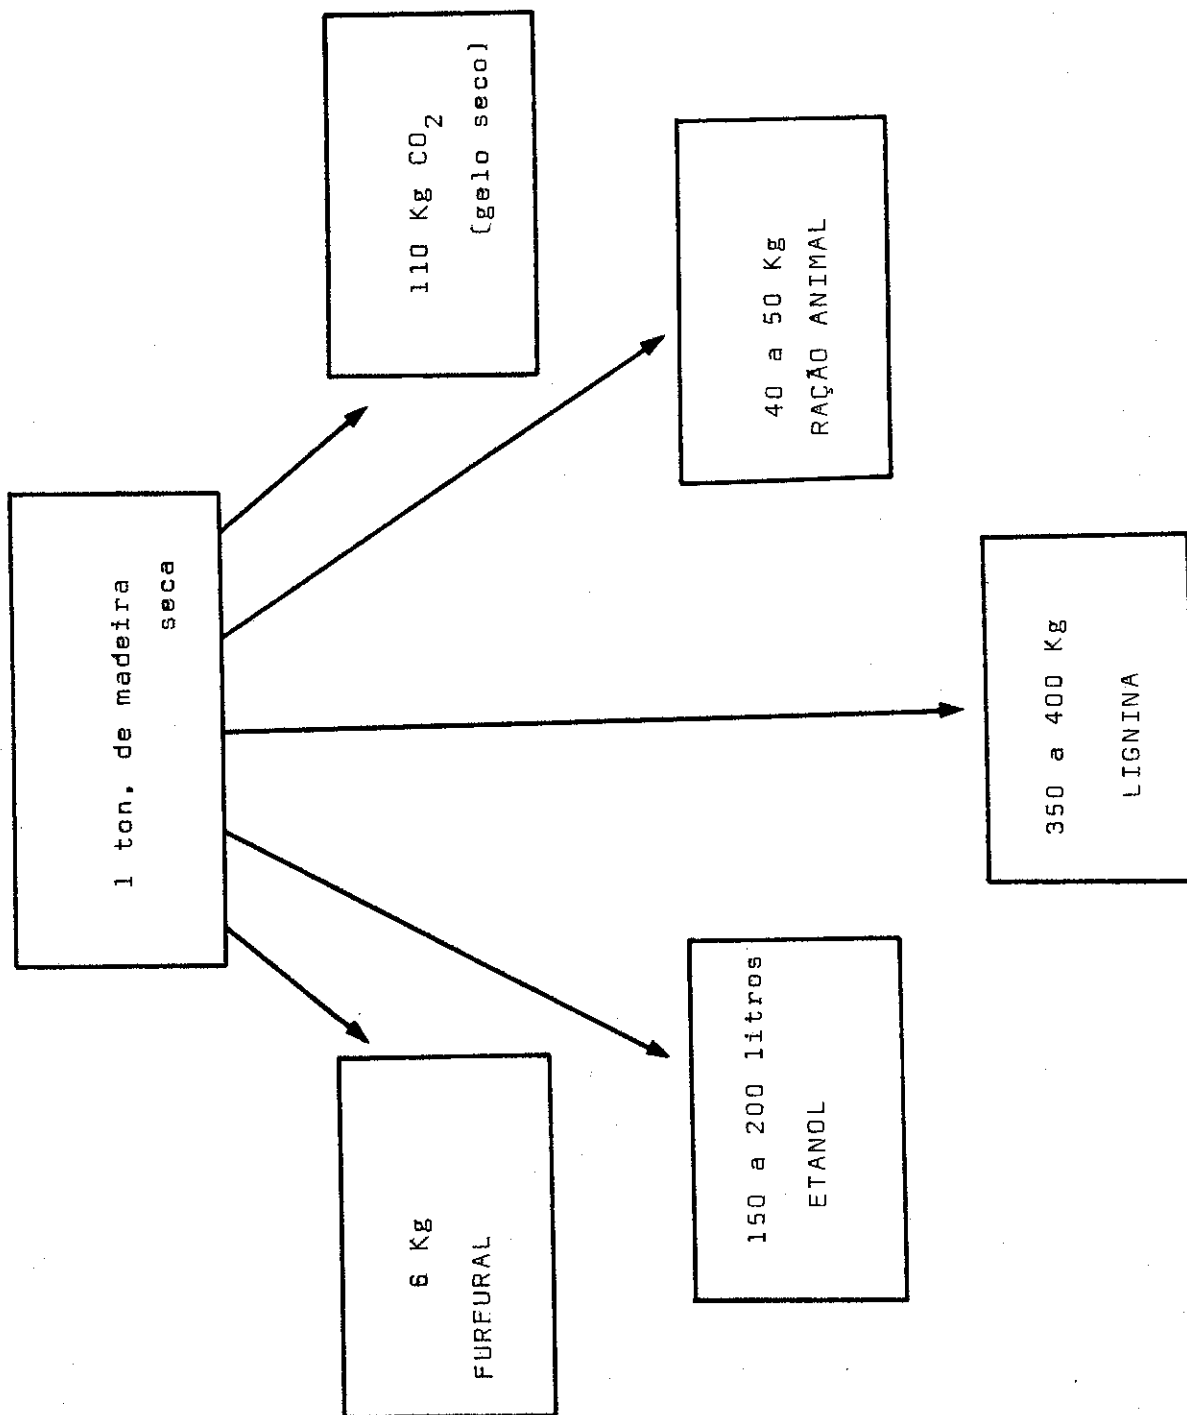 1 ton. de madeira
seca
6 Kg
FURFURAL
150 a 200 litros
ETANOL
350 a 400 Kg
LIGNINA
40 a 50 Kg
RAÇÃO ANIMAL
110 Kg CO2
(gelo seco)